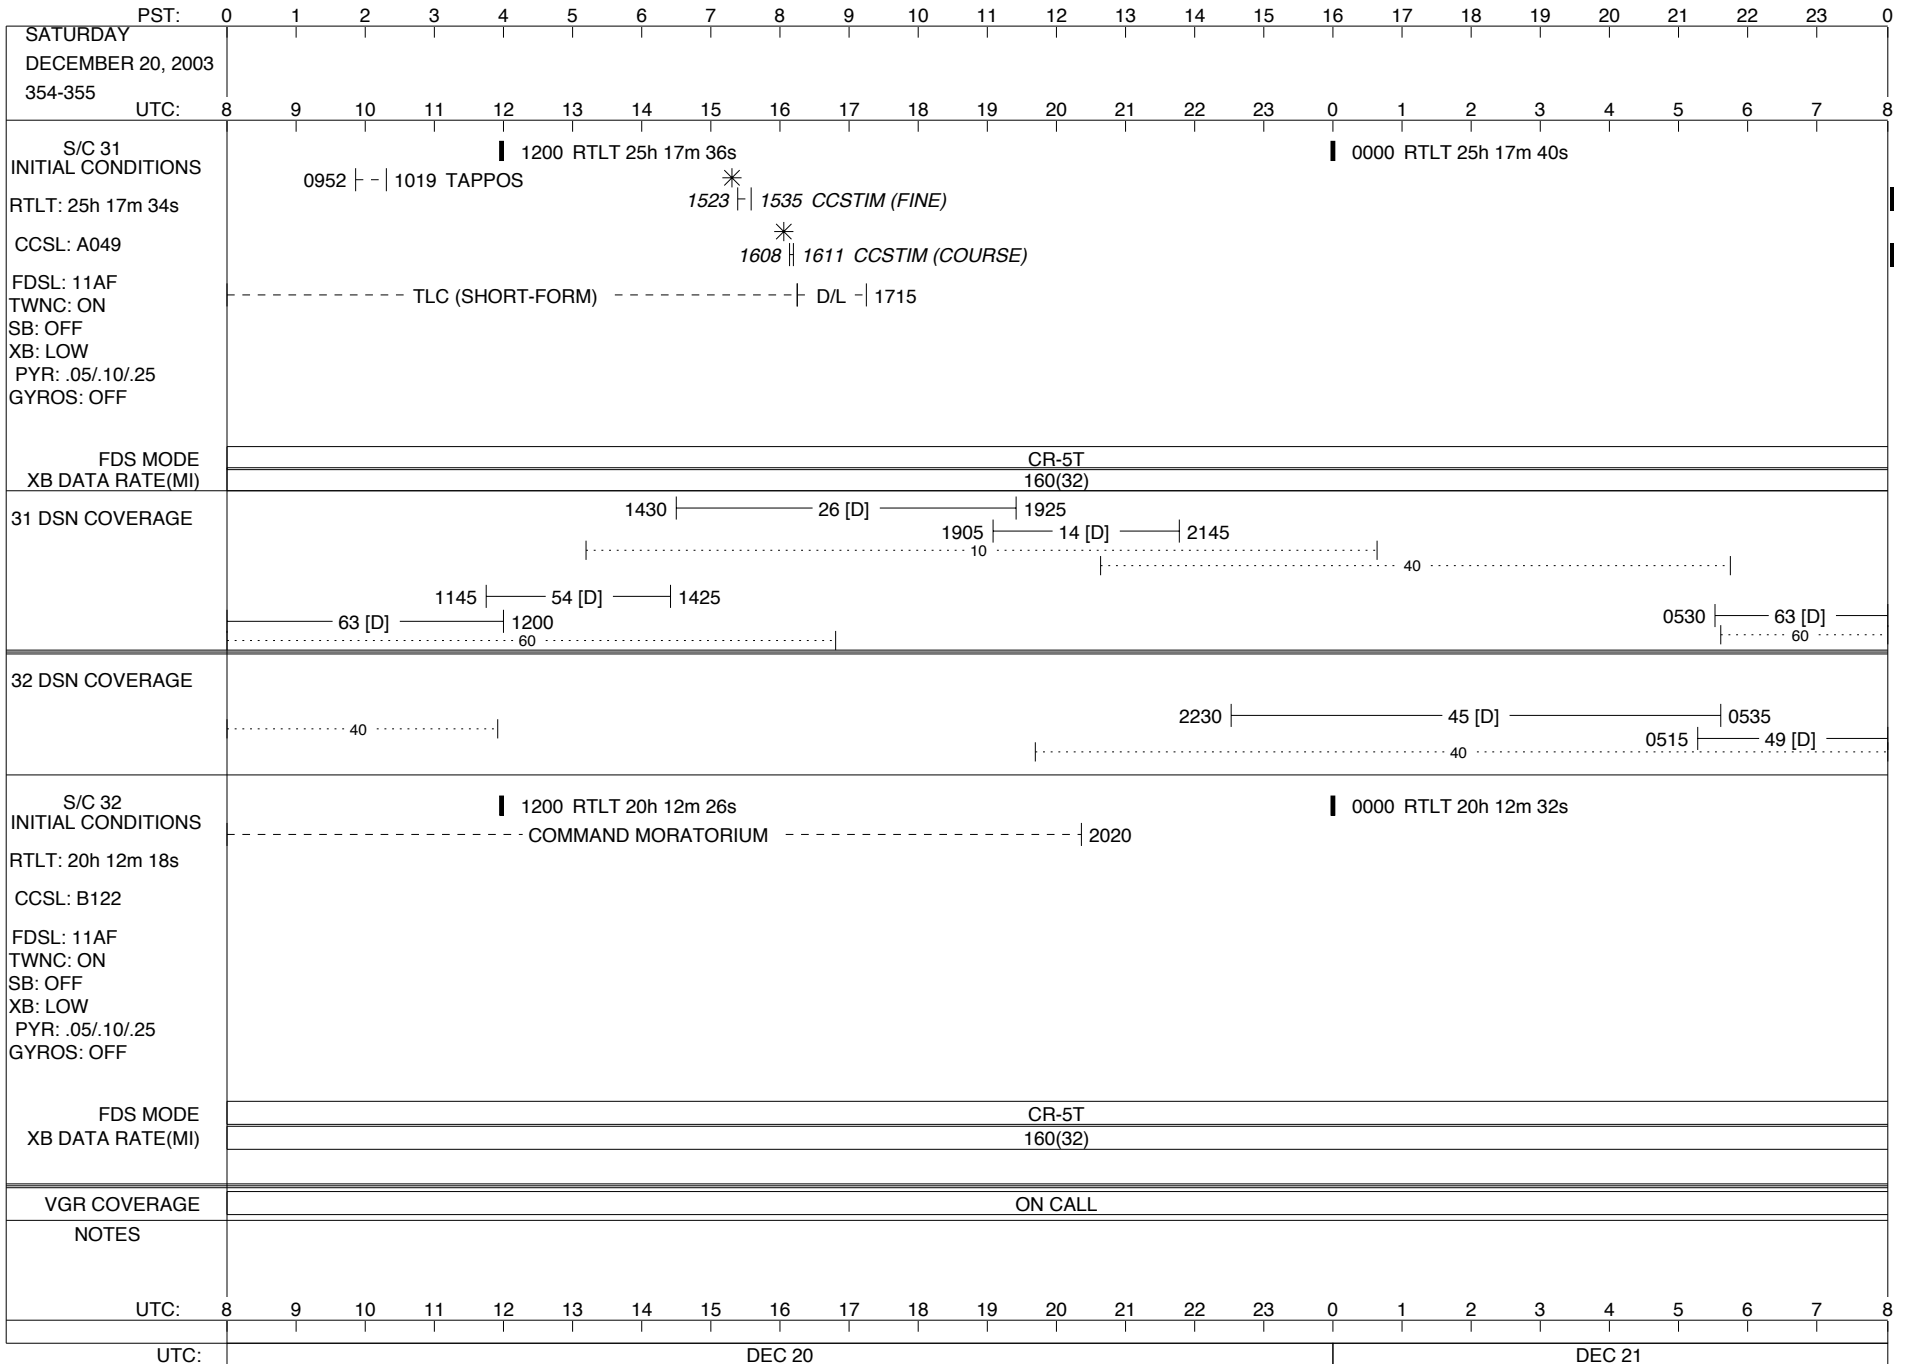 PST: 0 1 2 3 4 5 6 7 8 9 10 11 12 13 14 15 16 17 18 19 20 21 22 23 0
SATURDAY
DECEMBER 20, 2003
354-355
UTC: 8 9 10 11 12 13 14 15 16 17 18 19 20 21 22 23 0 1 2 3 4 5 6 7 8
S/C 31
INITIAL CONDITIONS
RTLT: 25h 17m 34s
CCSL: A049
FDSL: 11AF
TWNC: ON
SB: OFF
XB: LOW
PYR: .05/.10/.25
GYROS: OFF
1200 RTLT 25h 17m 36s
0000 RTLT 25h 17m 40s
0952 1019 TAPPOS
1523 1535 CCSTIM (FINE)
1608 1611 CCSTIM (COURSE)
TLC (SHORT-FORM) D/L 1715
FDS MODE CR-5T
XB DATA RATE(MI) 160(32)
31 DSN COVERAGE
1430 26 [D] 1925
1905 14 [D] 2145
10
40
1145 54 [D] 1425
63 [D] 1200
0530 63 [D]
60
60
32 DSN COVERAGE
2230 45 [D] 0535
40
0515 49 [D]
40
S/C 32
INITIAL CONDITIONS
RTLT: 20h 12m 18s
CCSL: B122
FDSL: 11AF
TWNC: ON
SB: OFF
XB: LOW
PYR: .05/.10/.25
GYROS: OFF
1200 RTLT 20h 12m 26s
0000 RTLT 20h 12m 32s
COMMAND MORATORIUM 2020
FDS MODE CR-5T
XB DATA RATE(MI) 160(32)
VGR COVERAGE ON CALL
NOTES
UTC: 8 9 10 11 12 13 14 15 16 17 18 19 20 21 22 23 0 1 2 3 4 5 6 7 8
UTC: DEC 20 DEC 21